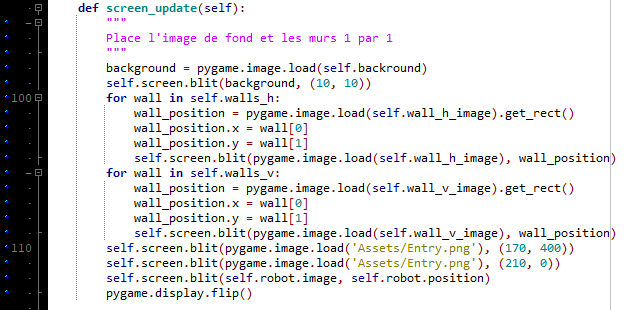 def screen_update(self):
"""
Place l'image de fond et les murs 1 par 1
"""
background = pygame.image.load(self.backround)
self.screen.blit(background, (10, 10))
100 for wall in self.walls_h:
wall_position = pygame.image.load(self.wall_h_image).get_rect()
wall_position.x = wall[0]
wall_position.y = wall[1]
self.screen.blit(pygame.image.load(self.wall_h_image), wall_position)
for wall in self.walls_v:
wall_position = pygame.image.load(self.wall_v_image).get_rect()
wall_position.x = wall[0]
wall_position.y = wall[1]
self.screen.blit(pygame.image.load(self.wall_v_image), wall_position)
110 self.screen.blit(pygame.image.load('Assets/Entry.png'), (170, 400))
self.screen.blit(pygame.image.load('Assets/Entry.png'), (210, 0))
self.screen.blit(self.robot.image, self.robot.position)
pygame.display.flip()